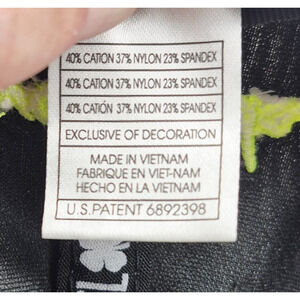 40% CATION 37% NYLON 23% SPANDEX
40% CATION 37% NYLON 23% SPANDEX
40% CATIÓN 37% NYLON 23% SPANDEX
EXCLUSIVE OF DECORATION
MADE IN VIETNAM
FABRIQUE EN VIET-NAM
HECHO EN LA VIETNAM
U.S.PATENT 6892398